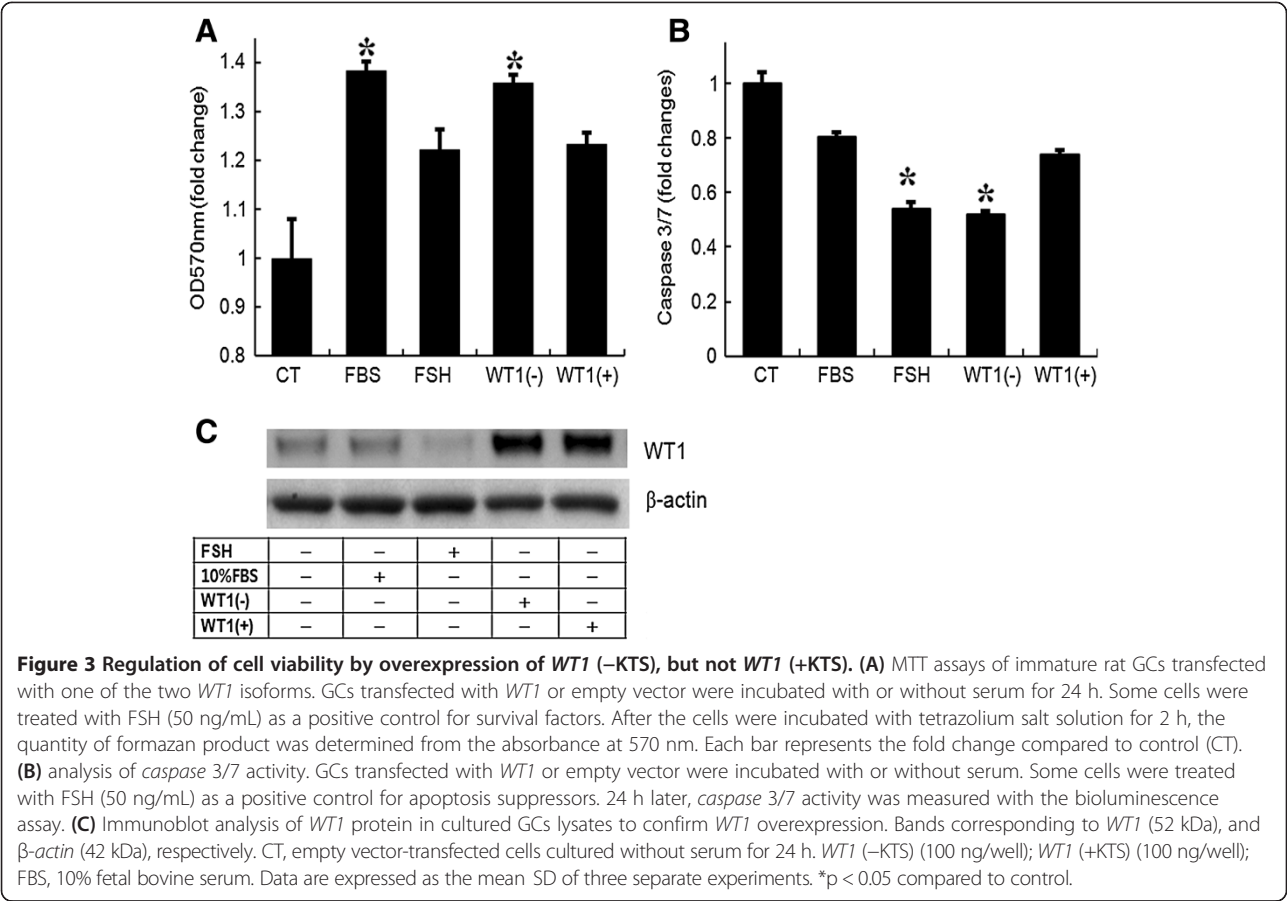 A
OD570nm (fold change)
1.4
1.3
1.2
1.1
1
0.9
0.8
*
*
CT FBS FSH WT1(-) WT1(+)
B
Caspase 3/7 (fold changes)
1
0.8
0.6
0.4
0.2
0
*
*
CT FBS FSH WT1(-) WT1(+)
C
WT1
β-actin
FSH – – + – –
10%FBS – + – – –
WT1(-) – – – + –
WT1(+) – – – – +
Figure 3 Regulation of cell viability by overexpression of WT1 (−KTS), but not WT1 (+KTS). (A) MTT assays of immature rat GCs transfected
with one of the two WT1 isoforms. GCs transfected with WT1 or empty vector were incubated with or without serum for 24 h. Some cells were
treated with FSH (50 ng/mL) as a positive control for survival factors. After the cells were incubated with tetrazolium salt solution for 2 h, the
quantity of formazan product was determined from the absorbance at 570 nm. Each bar represents the fold change compared to control (CT).
(B) analysis of caspase 3/7 activity. GCs transfected with WT1 or empty vector were incubated with or without serum. Some cells were treated
with FSH (50 ng/mL) as a positive control for apoptosis suppressors. 24 h later, caspase 3/7 activity was measured with the bioluminescence
assay. (C) Immunoblot analysis of WT1 protein in cultured GCs lysates to confirm WT1 overexpression. Bands corresponding to WT1 (52 kDa), and
β-actin (42 kDa), respectively. CT, empty vector-transfected cells cultured without serum for 24 h. WT1 (−KTS) (100 ng/well); WT1 (+KTS) (100 ng/well);
FBS, 10% fetal bovine serum. Data are expressed as the mean SD of three separate experiments. *p < 0.05 compared to control.